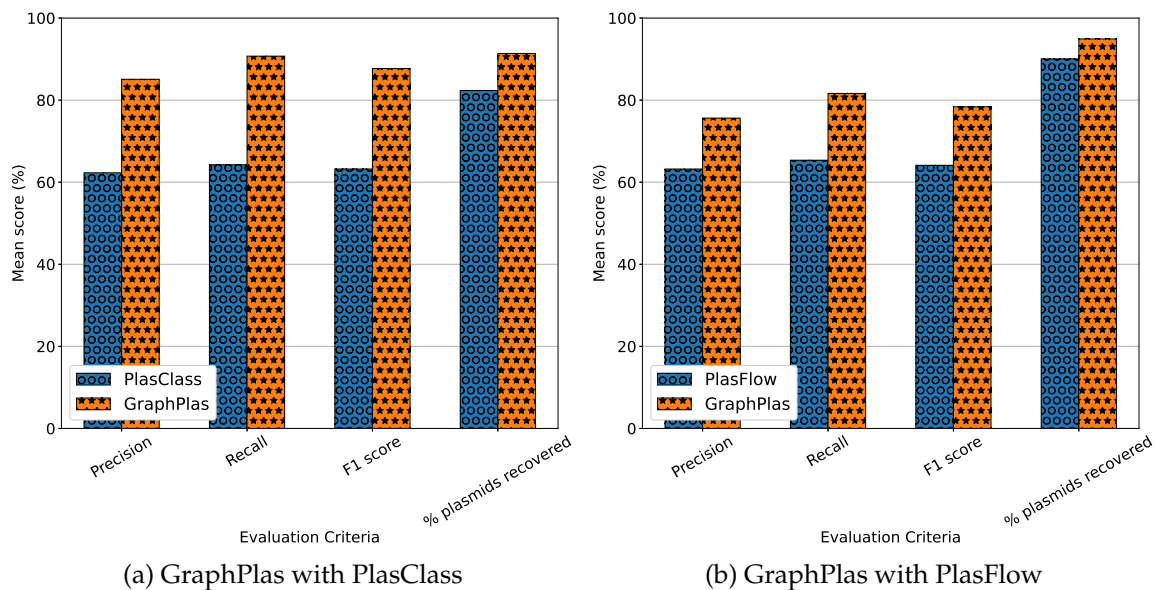 100
80
60
40
20
0
Mean score (%)
PlasClass
GraphPlas
Precision
Recall
F1 score
% plasmids recovered
Evaluation Criteria
(a) GraphPlas with PlasClass
100
80
60
40
20
0
Mean score (%)
PlasFlow
GraphPlas
Precision
Recall
F1 score
% plasmids recovered
Evaluation Criteria
(b) GraphPlas with PlasFlow